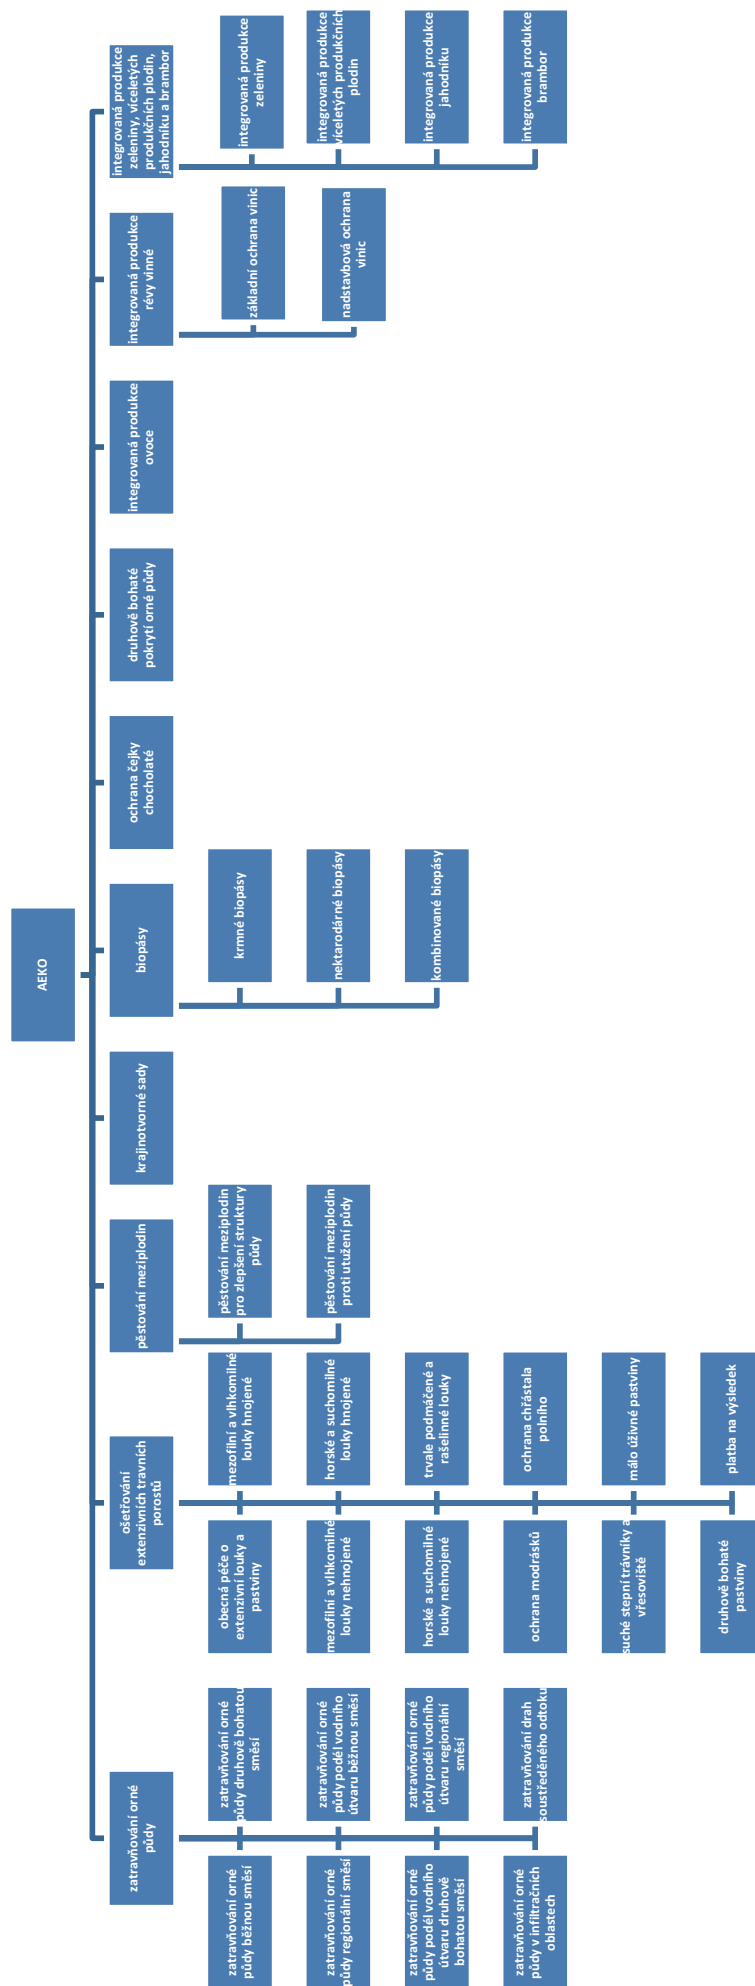 AEKO
zatravňování orné
půdy
zatravňování orné
půdy běžnou směsí
zatravňování orné
půdy druhově bohatou
směsí
zatravňování orné
půdy regionální směsí
zatravňování orné
půdy podél vodního
útvaru běžnou směsí
zatravňování orné
půdy podél vodního
útvaru druhově
bohatou směsí
zatravňování orné
půdy podél vodního
útvaru regionální
směsí
zatravňování orné
půdy v infiltračních
oblastech
zatravňování drah
soustředěného odtoku
ošetřování
extenzivních travních
porostů
obecná péče o
extenzivní louky a
pastviny
mezofilní a vlhkomilné
louky hnojené
mezofilní a vlhkomilné
louky nehnojené
horské a suchomilné
louky hnojené
horské a suchomilné
louky nehnojené
trvale podmáčené a
rašelinné louky
ochrana modrásků
ochrana chřástala
polního
suché stepní trávníky a
vřesoviště
málo úživné pastviny
druhově bohaté
pastviny
platba na výsledek
pěstování meziplodin
pěstování meziplodin
pro zlepšení struktury
půdy
pěstování meziplodin
proti utužení půdy
krajinotvorné sady
biopásy
krmné biopásy
nektarodárné biopásy
kombinované biopásy
ochrana čejky
chocholaté
druhově bohaté
pokrytí orné půdy
integrovaná produkce
ovoce
integrovaná produkce
révy vinné
základní ochrana vinic
nadstavbová ochrana
vinic
integrovaná produkce
zeleniny, víceletých
produkčních plodin,
jahodníku a brambor
integrovaná produkce
zeleniny
integrovaná produkce
víceletých produkčních
plodin
integrovaná produkce
jahodníku
integrovaná produkce
brambor